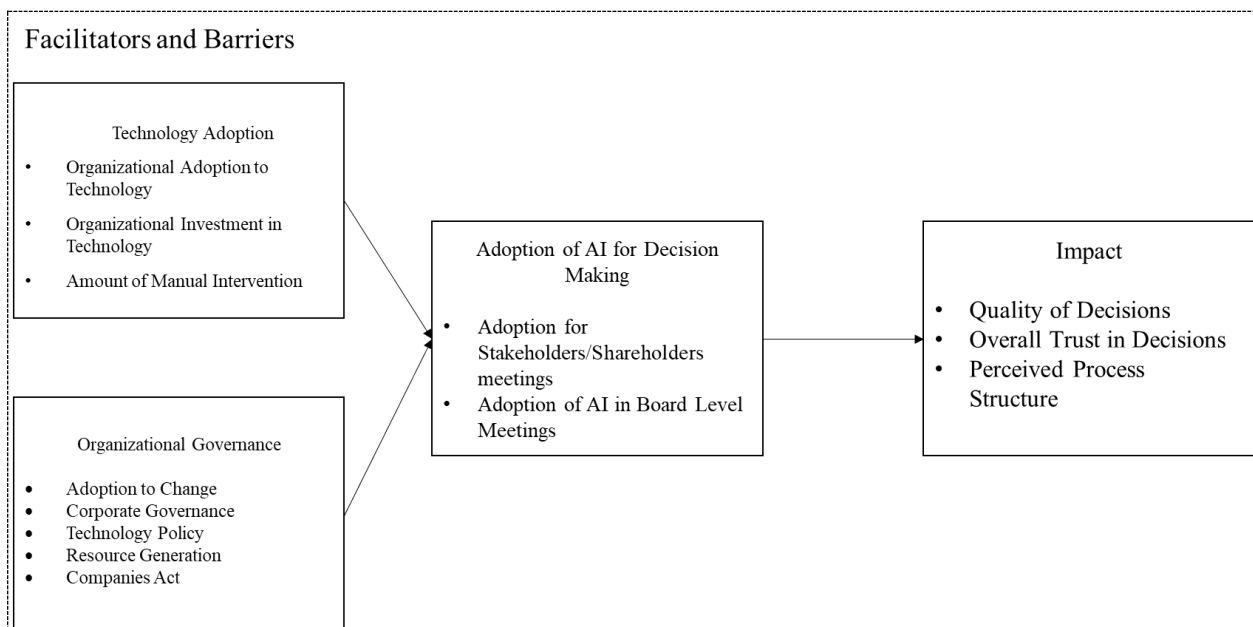 Facilitators and Barriers
Technology Adoption
• Organizational Adoption to
Technology
• Organizational Investment in
Technology
• Amount of Manual Intervention
Organizational Governance
• Adoption to Change
• Corporate Governance
• Technology Policy
• Resource Generation
• Companies Act
Adoption of AI for Decision
Making
• Adoption for
Stakeholders/Shareholders
meetings
• Adoption of AI in Board Level
Meetings
Impact
• Quality of Decisions
• Overall Trust in Decisions
• Perceived Process
Structure